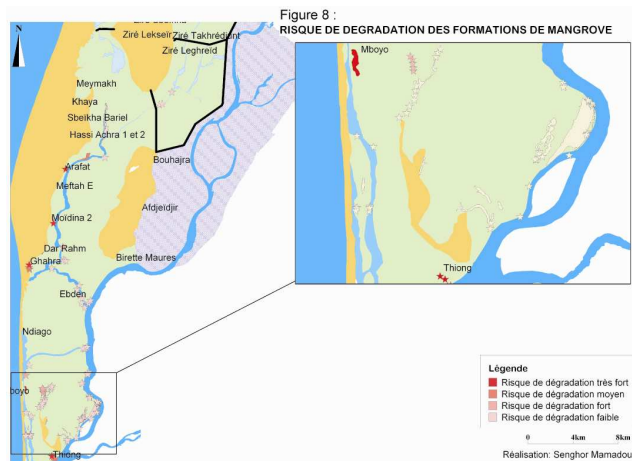 Figure 8 :
RISQUE DE DEGRADATION DES FORMATIONS DE MANGROVE
N
Ziré Lekseir
Ziré Takhrédiant
Ziré Leghreid
Meymakh
Khaya
Sbeikha Bariel
Hassi Achra 1 et 2
Bouhajra
Arafat
Meftah E
Afdjeïdjir
Moïdina 2
Dar Rahm
Ghahra
Birette Maures
Ebden
Ndiago
boyo
Thiong
Mboyo
Thiong
Légende
Risque de dégradation très fort
Risque de dégradation moyen
Risque de dégradation fort
Risque de dégradation faible
0 4km 8km
Réalisation: Senghor Mamadou